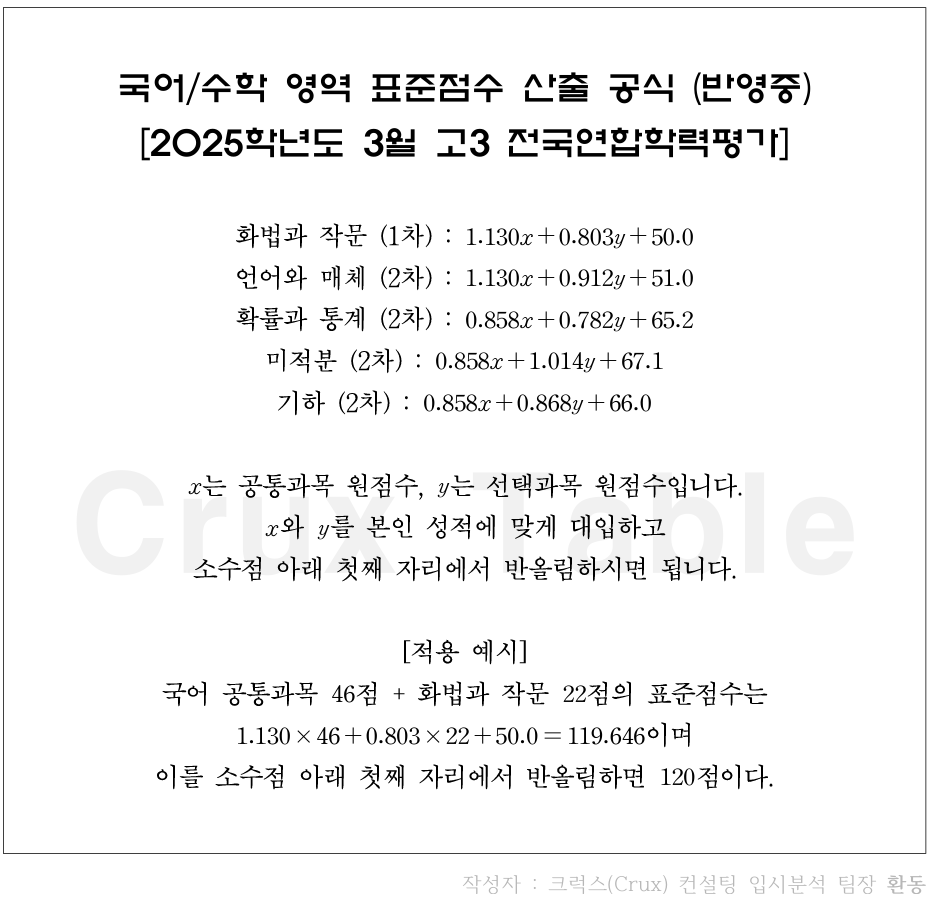 국어/수학 영역 표준점수 산출 공식 (반영중)
[2025학년도 3월 고3 전국연합학력평가]
화법과 작문 (1차) : 1.130x+0.803y+50.0
언어와 매체 (2차) : 1.130x+0.912y+51.0
확률과 통계 (2차) : 0.858x+0.782y+65.2
미적분 (2차) : 0.858x+1.014y+67.1
기하 (2차) : 0.858x+0.868y+66.0
Crux Table
x는 공통과목 원점수, y는 선택과목 원점수입니다.
x와 y를 본인 성적에 맞게 대입하고
소수점 아래 첫째 자리에서 반올림하시면 됩니다.
[적용 예시]
국어 공통과목 46점 + 화법과 작문 22점의 표준점수는
1.130×46+0.803×22+50.0=119.646이며
이를 소수점 아래 첫째 자리에서 반올림하면 120점이다.
작성자 : 크럭스(Crux) 컨설팅 입시분석 팀장 환동